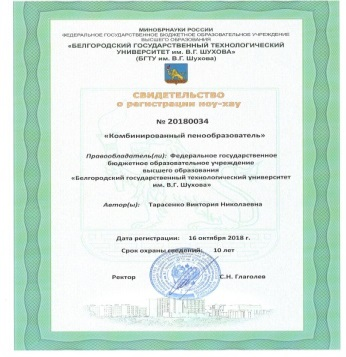 МИНОБРНАУКИ РОССИИ
ФЕДЕРАЛЬНОЕ ГОСУДАРСТВЕННОЕ БЮДЖЕТНОЕ ОБРАЗОВАТЕЛЬНОЕ УЧРЕЖДЕНИЕ
ВЫСШЕГО ОБРАЗОВАНИЯ
«БЕЛГОРОДСКИЙ ГОСУДАРСТВЕННЫЙ ТЕХНОЛОГИЧЕСКИЙ
УНИВЕРСИТЕТ им. В.Г. ШУХОВА»
(БГТУ им. В.Г. Шухова)
СВИДЕТЕЛЬСТВО
о регистрации ноу-хау
№ 20180034
«Комбинированный пенообразователь»
Правообладатель(ли): Федеральное государственное
бюджетное образовательное учреждение
высшего образования
«Белгородский государственный технологический университет
им. В.Г. Шухова»
Автор(ы): Тарасенко Виктория Николаевна
Дата регистрации: 16 октября 2018 г.
Срок охраны сведений: 10 лет
Ректор С.Н. Глаголев